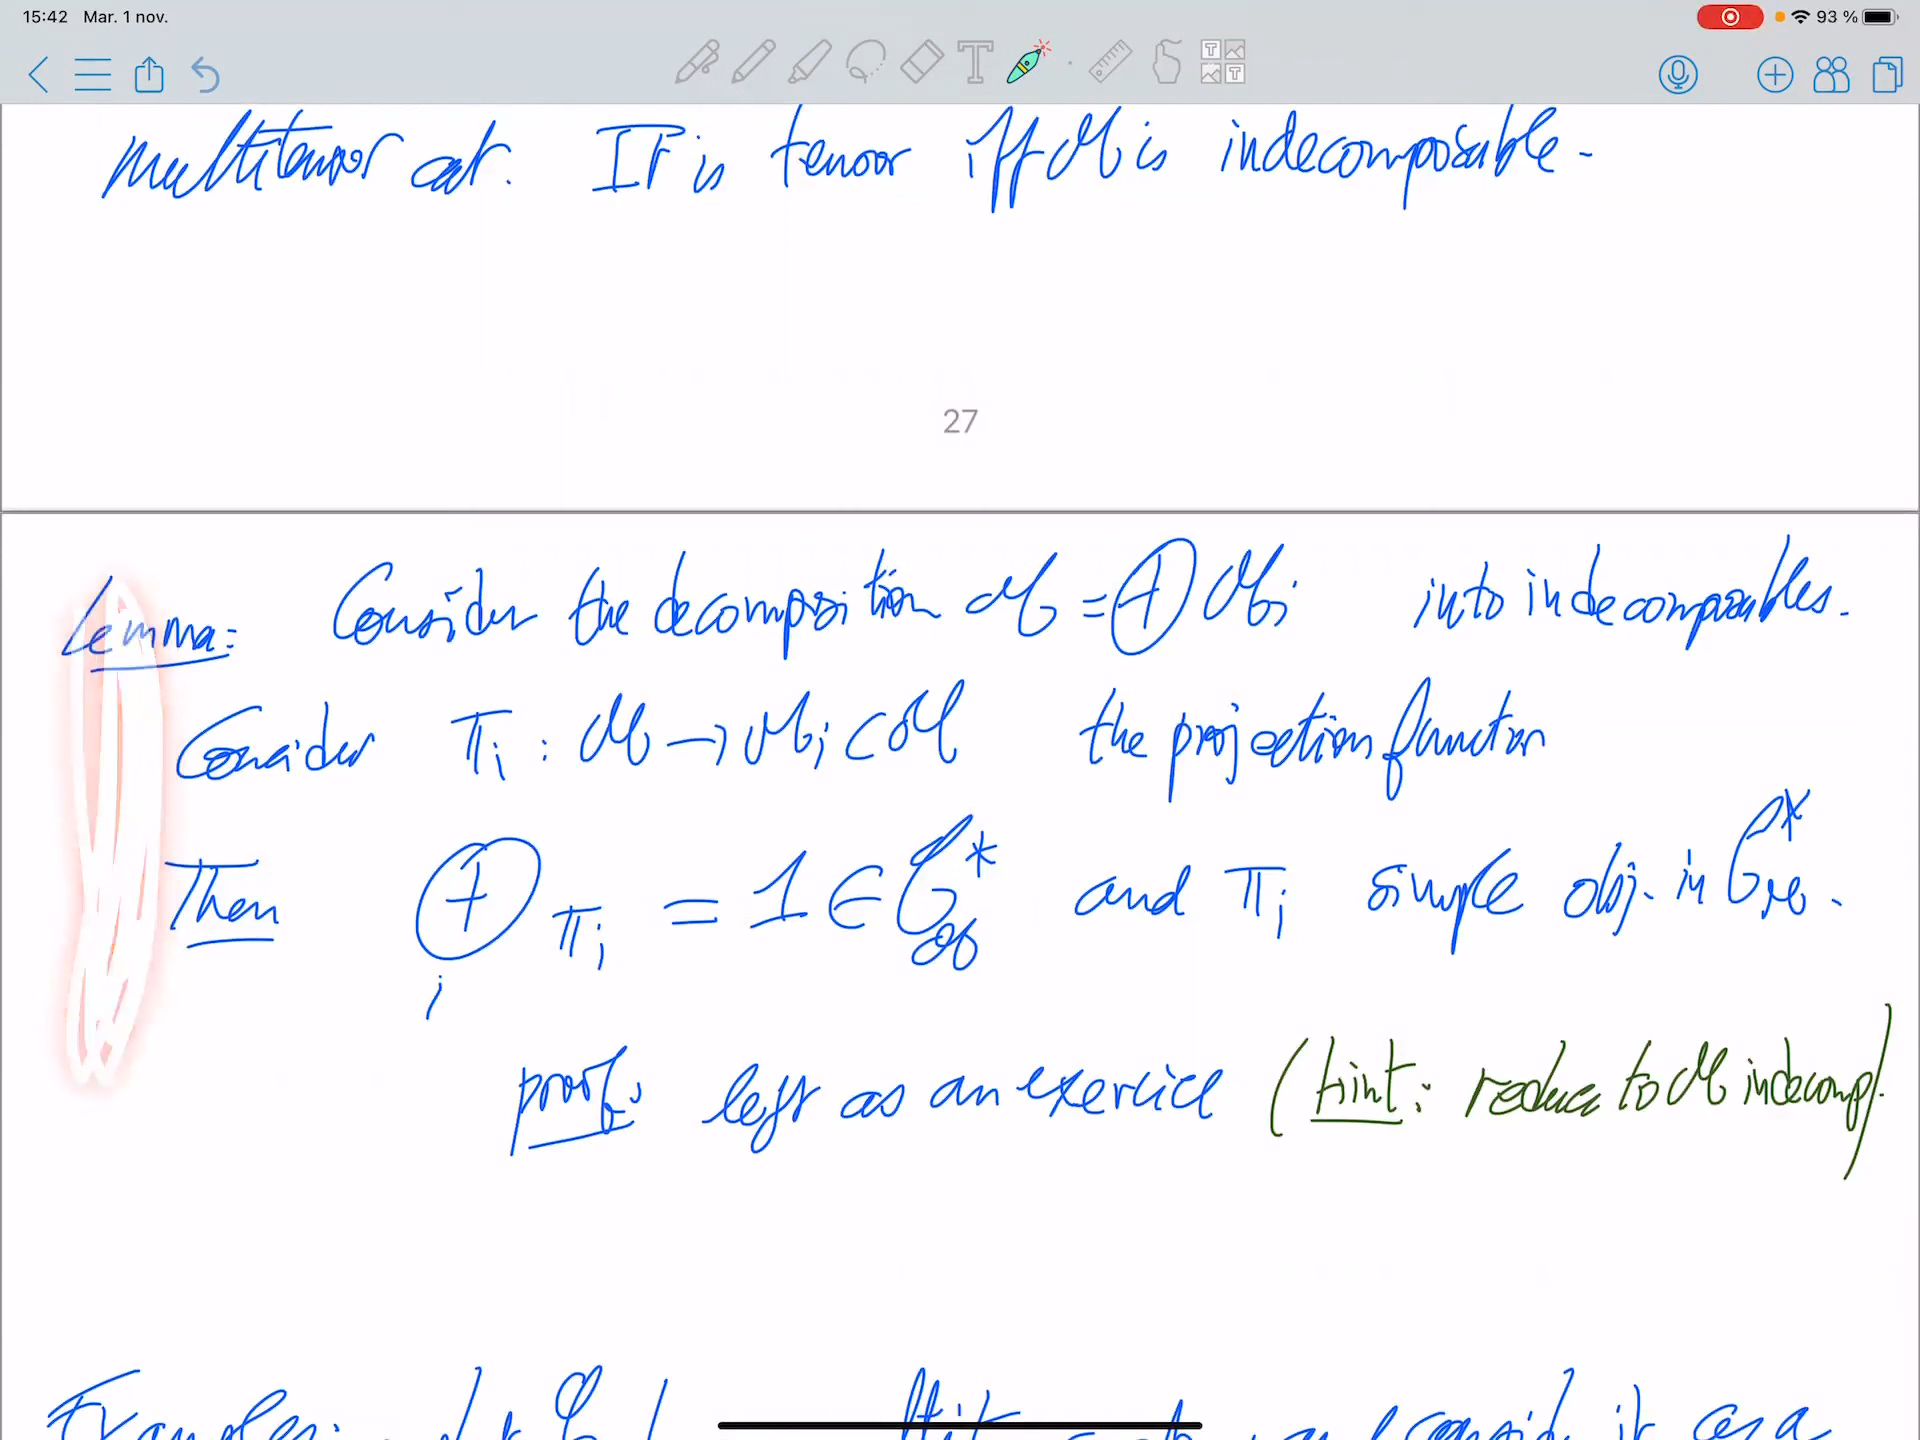 15:42 Mar. 1 nov. 93 %
multitensor cat. It is tensor iff M is indecomposable.
27
Lemma: Consider the decomposition M = ⊕ Mi into indecomposables.
Consider πi : M → Mi ⊂ M the projection functor
Then ⊕i πi = 1 ∈ C*M and πi simple obj. in C*M.
proof: left as an exercice (hint: reduce to M indecomp.)